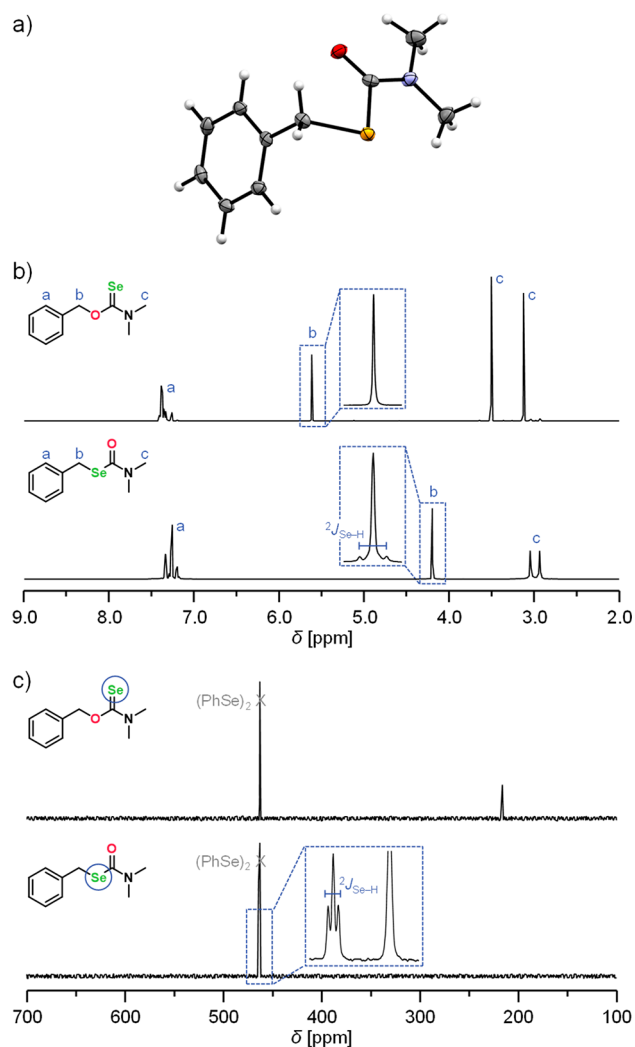 a)
b)
a b Se c
O N
c c
b
a
a b O c
Se N
²J_Se–H
b
a
c
9.0 8.0 7.0 6.0 5.0 4.0 3.0 2.0
δ [ppm]
c)
Se
O N
(PhSe)₂ X
O
Se N
(PhSe)₂ X
²J_Se–H
700 600 500 400 300 200 100
δ [ppm]